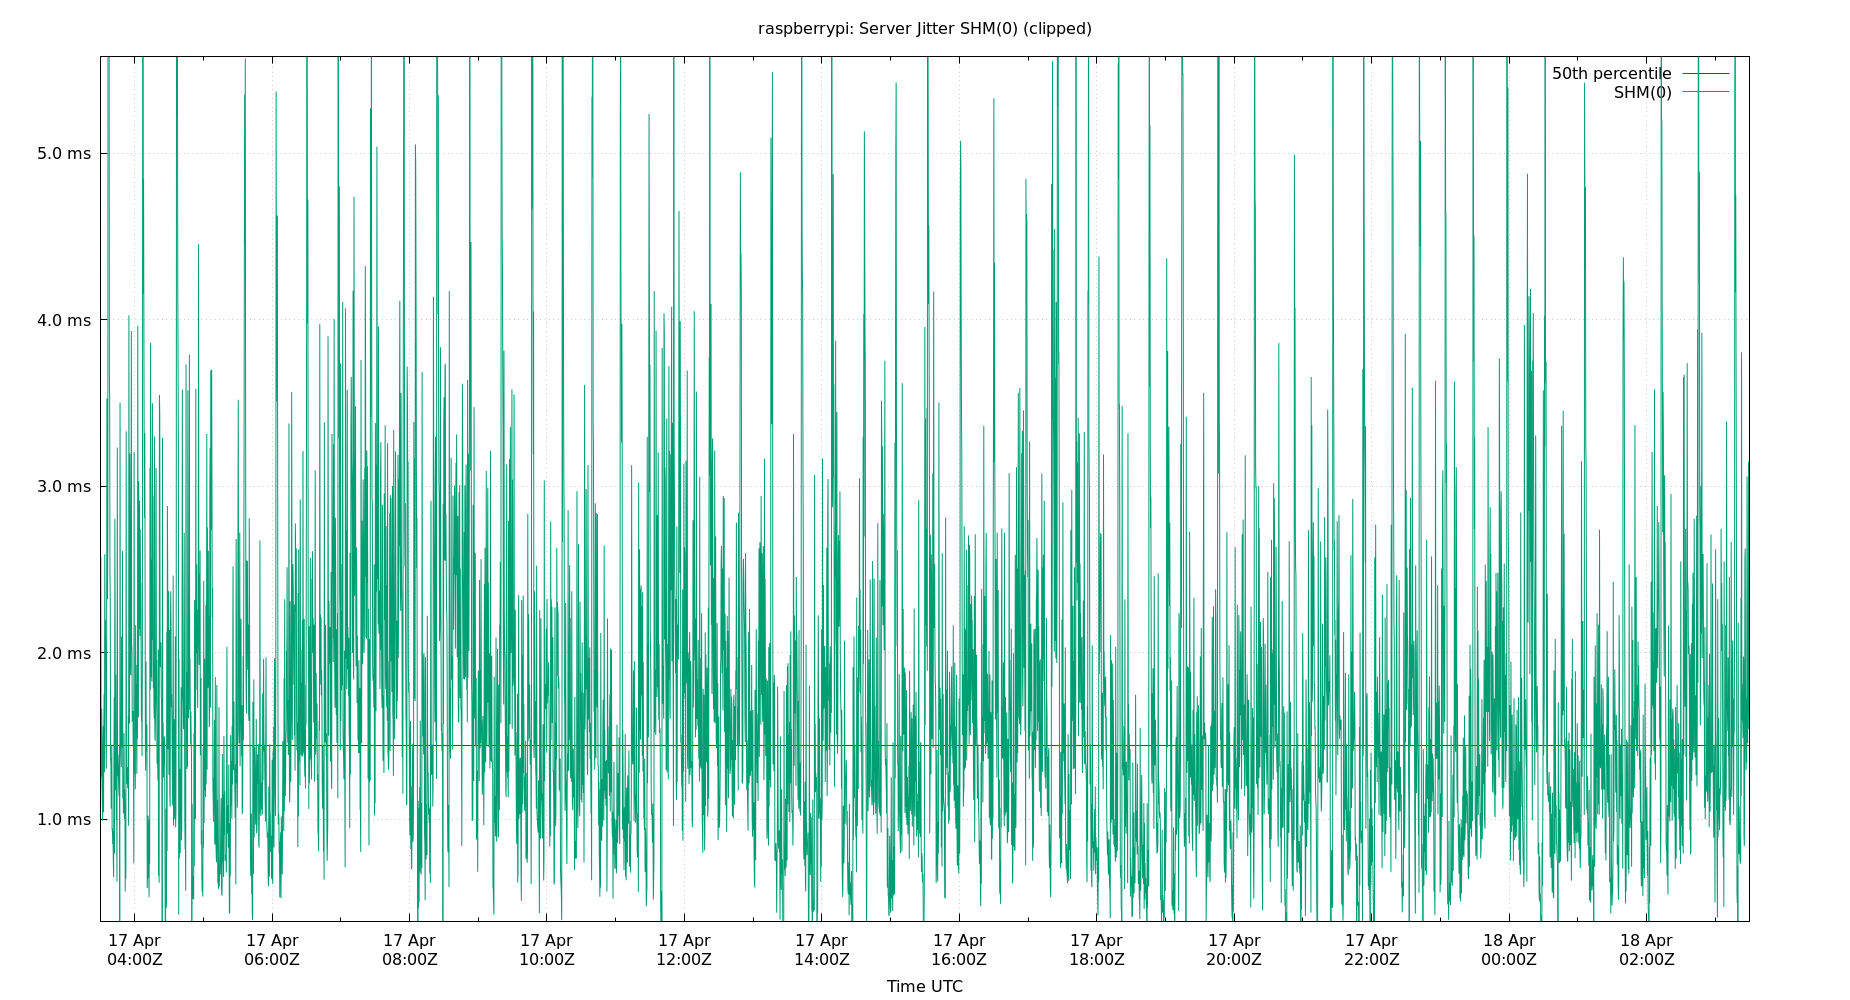 raspberrypi: Server Jitter SHM(0) (clipped)
50th percentile
SHM(0)
5.0 ms
4.0 ms
3.0 ms
2.0 ms
1.0 ms
17 Apr 17 Apr 17 Apr 17 Apr 17 Apr 17 Apr 17 Apr 17 Apr 17 Apr 17 Apr 18 Apr 18 Apr
04:00Z 06:00Z 08:00Z 10:00Z 12:00Z 14:00Z 16:00Z 18:00Z 20:00Z 22:00Z 00:00Z 02:00Z
Time UTC